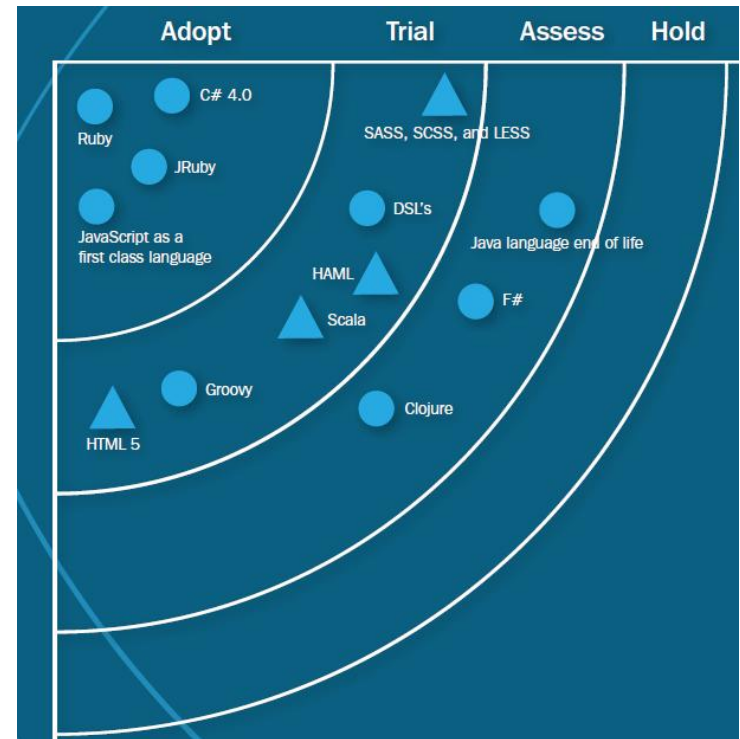 Adopt
Trial
Assess
Hold
C# 4.0
Ruby
SASS, SCSS, and LESS
JRuby
DSL's
JavaScript as a
first class language
Java language end of life
HAML
F#
Scala
Groovy
Clojure
HTML 5